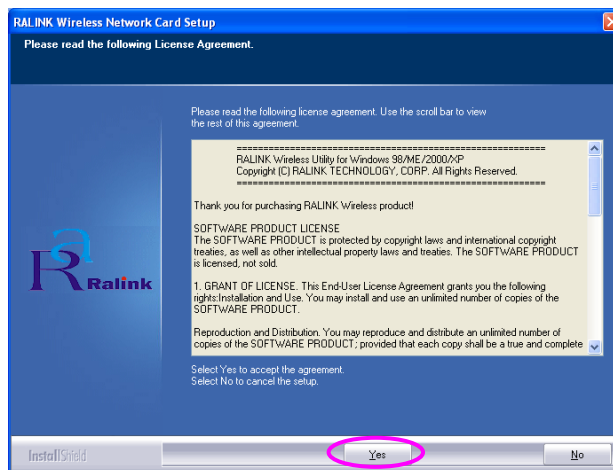 RALINK Wireless Network Card Setup
Please read the following License Agreement.
Please read the following license agreement. Use the scroll bar to view
the rest of this agreement.
============================================================
RALINK Wireless Utility for Windows 98/ME/2000/XP
Copyright (C) RALINK TECHNOLOGY, CORP. All Rights Reserved.
============================================================
Thank you for purchasing RALINK Wireless product!
SOFTWARE PRODUCT LICENSE
The SOFTWARE PRODUCT is protected by copyright laws and international copyright
treaties, as well as other intellectual property laws and treaties. The SOFTWARE PRODUCT
is licensed, not sold.
1. GRANT OF LICENSE. This End-User License Agreement grants you the following
rights:Installation and Use. You may install and use an unlimited number of copies of the
SOFTWARE PRODUCT.
Reproduction and Distribution. You may reproduce and distribute an unlimited number of
copies of the SOFTWARE PRODUCT; provided that each copy shall be a true and complete
Ralink
Select Yes to accept the agreement.
Select No to cancel the setup.
InstallShield
Yes
No